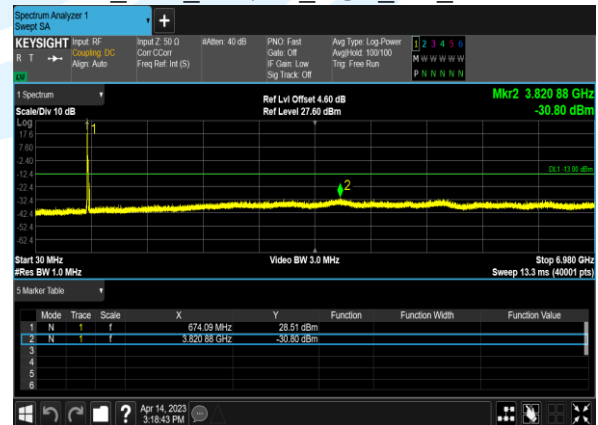 Spectrum Analyzer 1
Swept SA
+
KEYSIGHT Input: RF Input Z: 50 Ω #Atten: 40 dB PNO: Fast Avg Type: Log-Power 1 2 3 4 5 6
R T Coupling: DC Corr CCorr Gate: Off Avg|Hold: 100/100 M W W W W W
Align: Auto Freq Ref: Int (S) IF Gain: Low Trig: Free Run
LV Sig Track: Off P N N N N N
1 Spectrum Ref Lvl Offset 4.60 dB Mkr2 3.820 88 GHz
Scale/Div 10 dB Ref Level 27.60 dBm -30.80 dBm
Log
17.6
7.60
-2.40
-12.4
-22.4
-32.4
-42.4
-52.4
-62.4
1
DL1 -13.00 dBm
2
Start 30 MHz Video BW 3.0 MHz Stop 6.980 GHz
#Res BW 1.0 MHz Sweep 13.3 ms (40001 pts)
5 Marker Table
Mode Trace Scale X Y Function Function Width Function Value
1 N 1 f 674.09 MHz 28.51 dBm
2 N 1 f 3.820 88 GHz -30.80 dBm
3
4
5
6
? Apr 14, 2023
3:18:43 PM